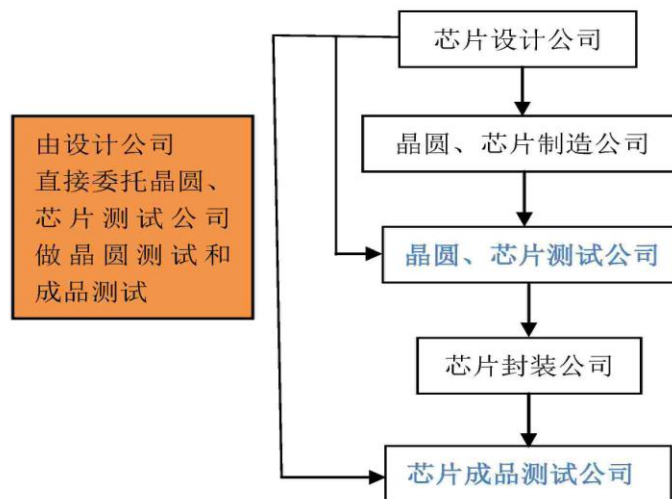 芯片设计公司
由设计公司
直接委托晶圆、
芯片测试公司
做晶圆测试和
成品测试
晶圆、芯片制造公司
晶圆、芯片测试公司
芯片封装公司
芯片成品测试公司